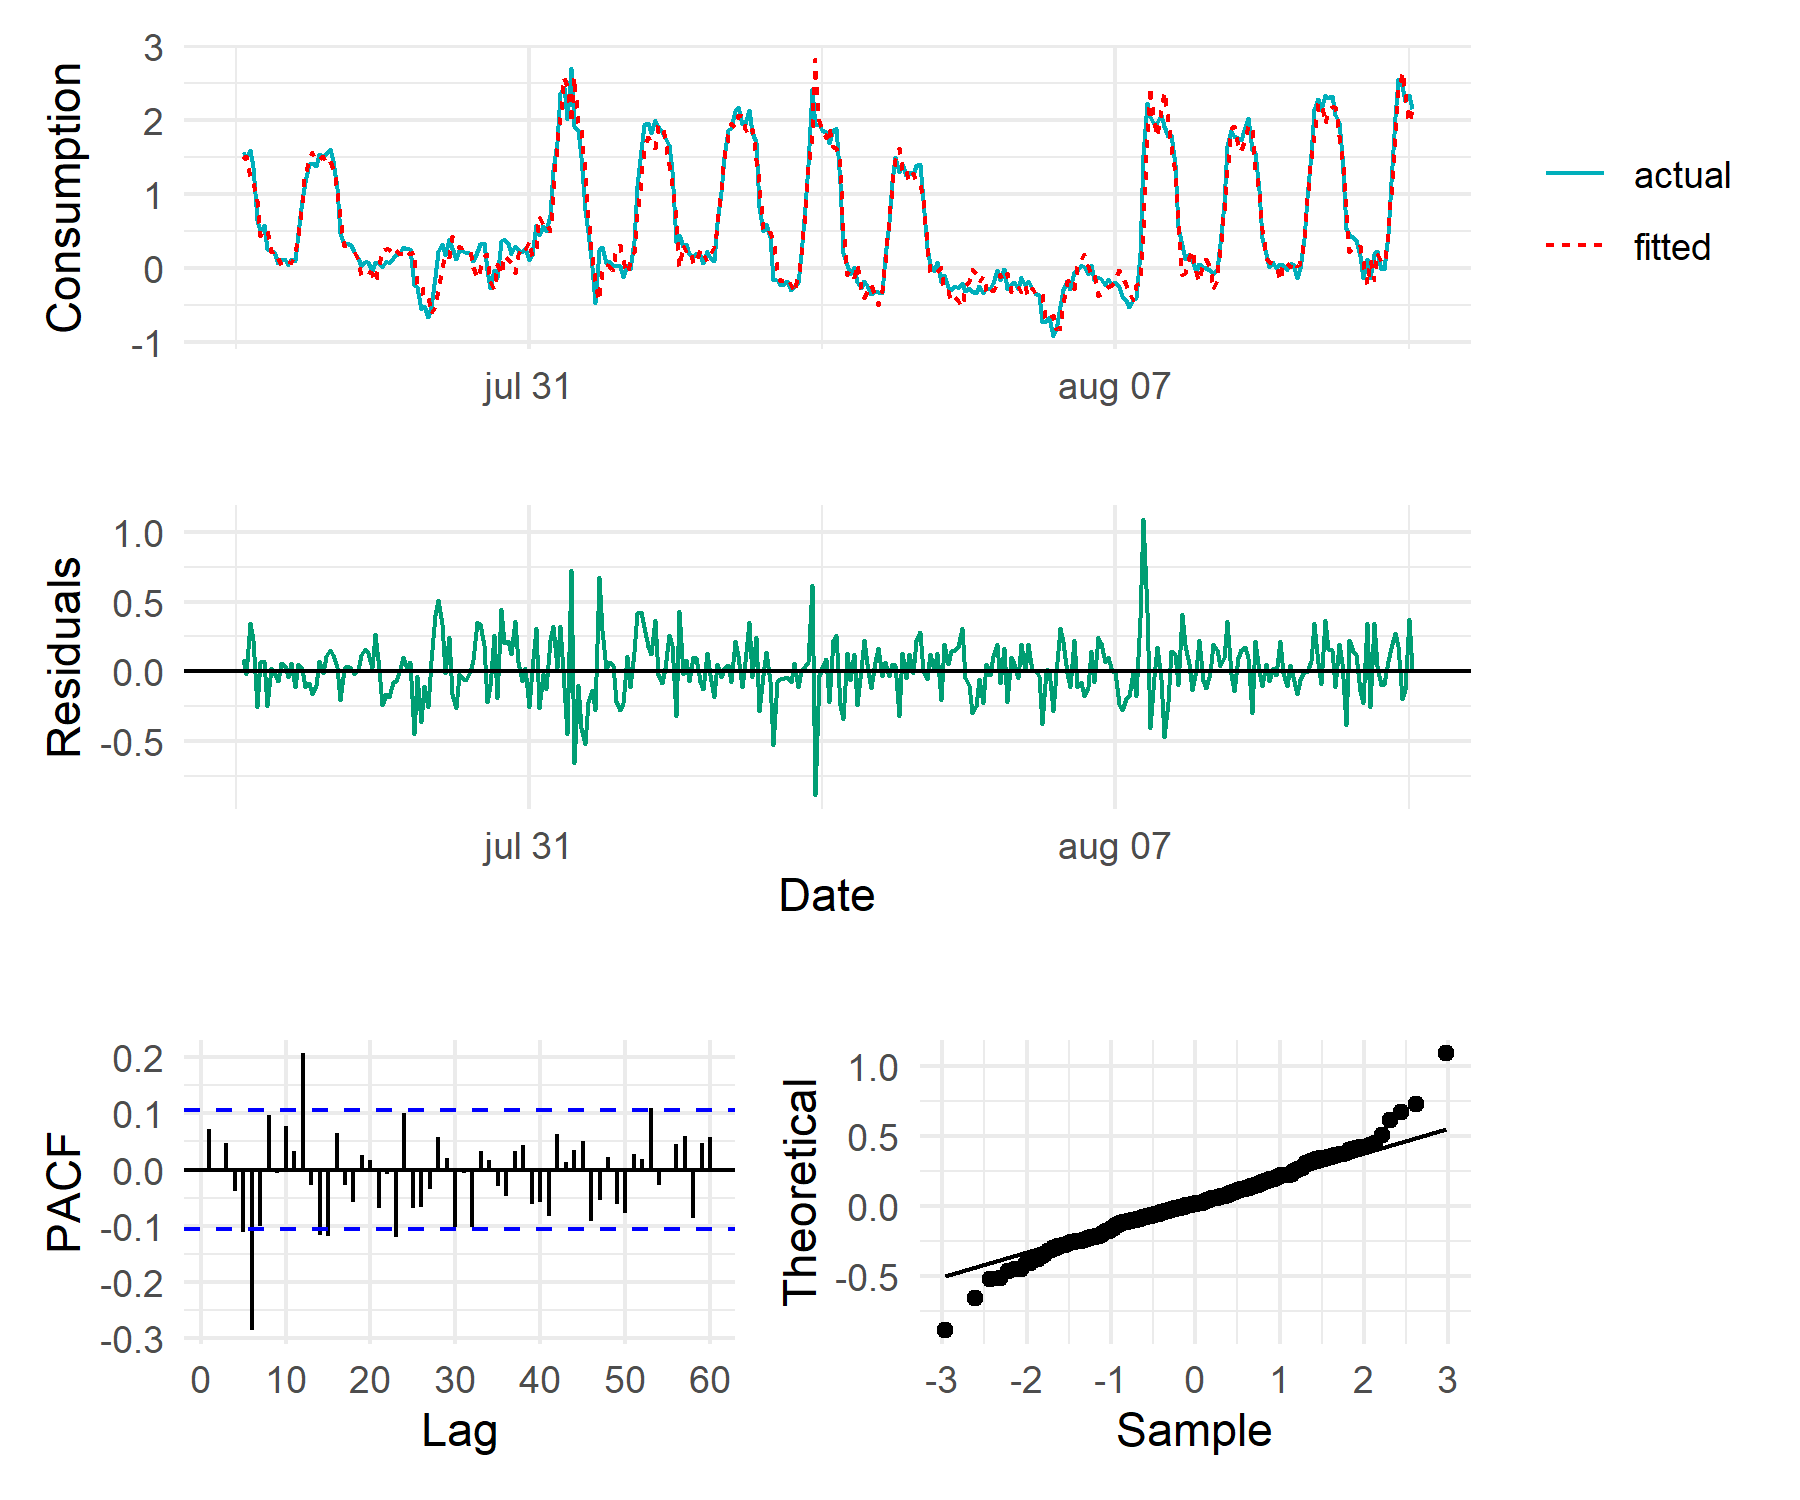 Consumption
3
2
1
0
-1
jul 31
aug 07
actual
fitted
Residuals
1.0
0.5
0.0
-0.5
jul 31
aug 07
Date
PACF
0.2
0.1
0.0
-0.1
-0.2
-0.3
0 10 20 30 40 50 60
Lag
Theoretical
1.0
0.5
0.0
-0.5
-3 -2 -1 0 1 2 3
Sample